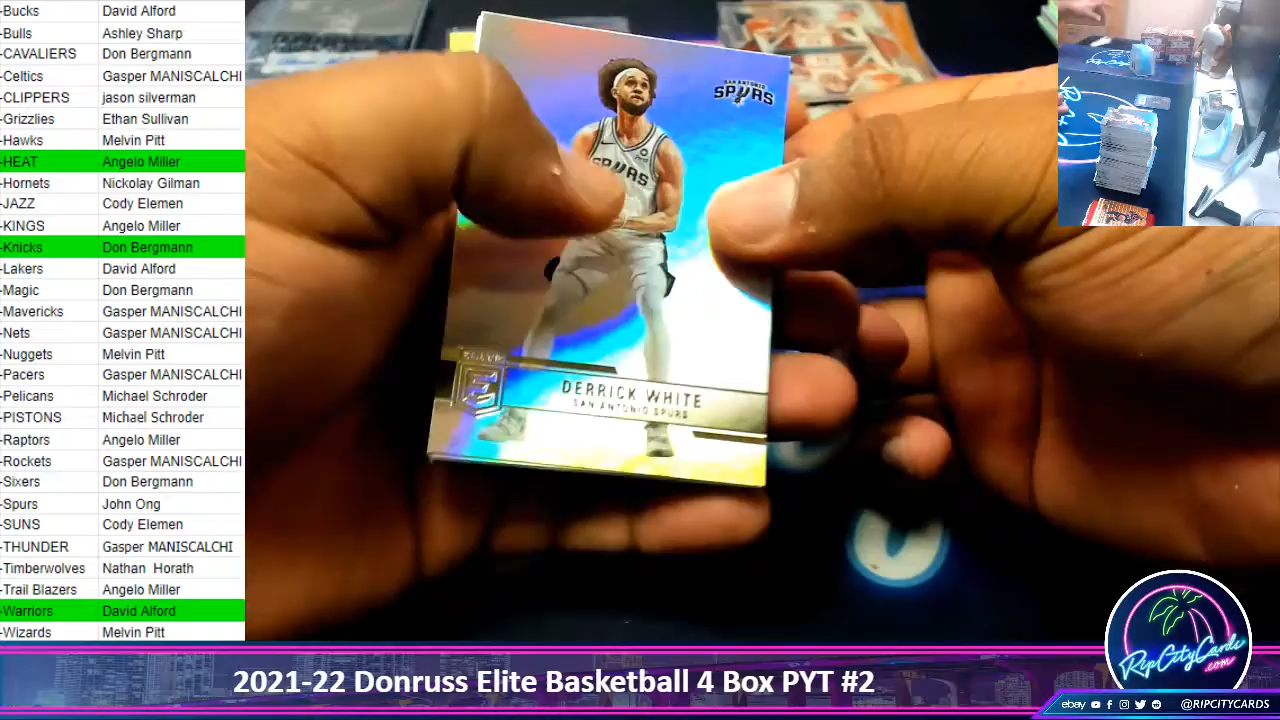 -Bucks David Alford
-Bulls Ashley Sharp
-CAVALIERS Don Bergmann
-Celtics Gasper MANISCALCHI
-CLIPPERS jason silverman
-Grizzlies Ethan Sullivan
-Hawks Melvin Pitt
-HEAT Angelo Miller
-Hornets Nickolay Gilman
-JAZZ Cody Elemen
-KINGS Angelo Miller
-Knicks Don Bergmann
-Lakers David Alford
-Magic Don Bergmann
-Mavericks Gasper MANISCALCHI
-Nets Gasper MANISCALCHI
-Nuggets Melvin Pitt
-Pacers Gasper MANISCALCHI
-Pelicans Michael Schroder
-PISTONS Michael Schroder
-Raptors Angelo Miller
-Rockets Gasper MANISCALCHI
-Sixers Don Bergmann
-Spurs John Ong
-SUNS Cody Elemen
-THUNDER Gasper MANISCALCHI
-Timberwolves Nathan Horath
-Trail Blazers Angelo Miller
-Warriors David Alford
-Wizards Melvin Pitt
SAN ANTONIO
SPURS
SPURS
ELITE
E
DERRICK WHITE
SAN ANTONIO SPURS
RipCityCards
.com
2021-22 Donruss Elite Basketball 4 Box PYT #2
ebay @RIPCITYCARDS